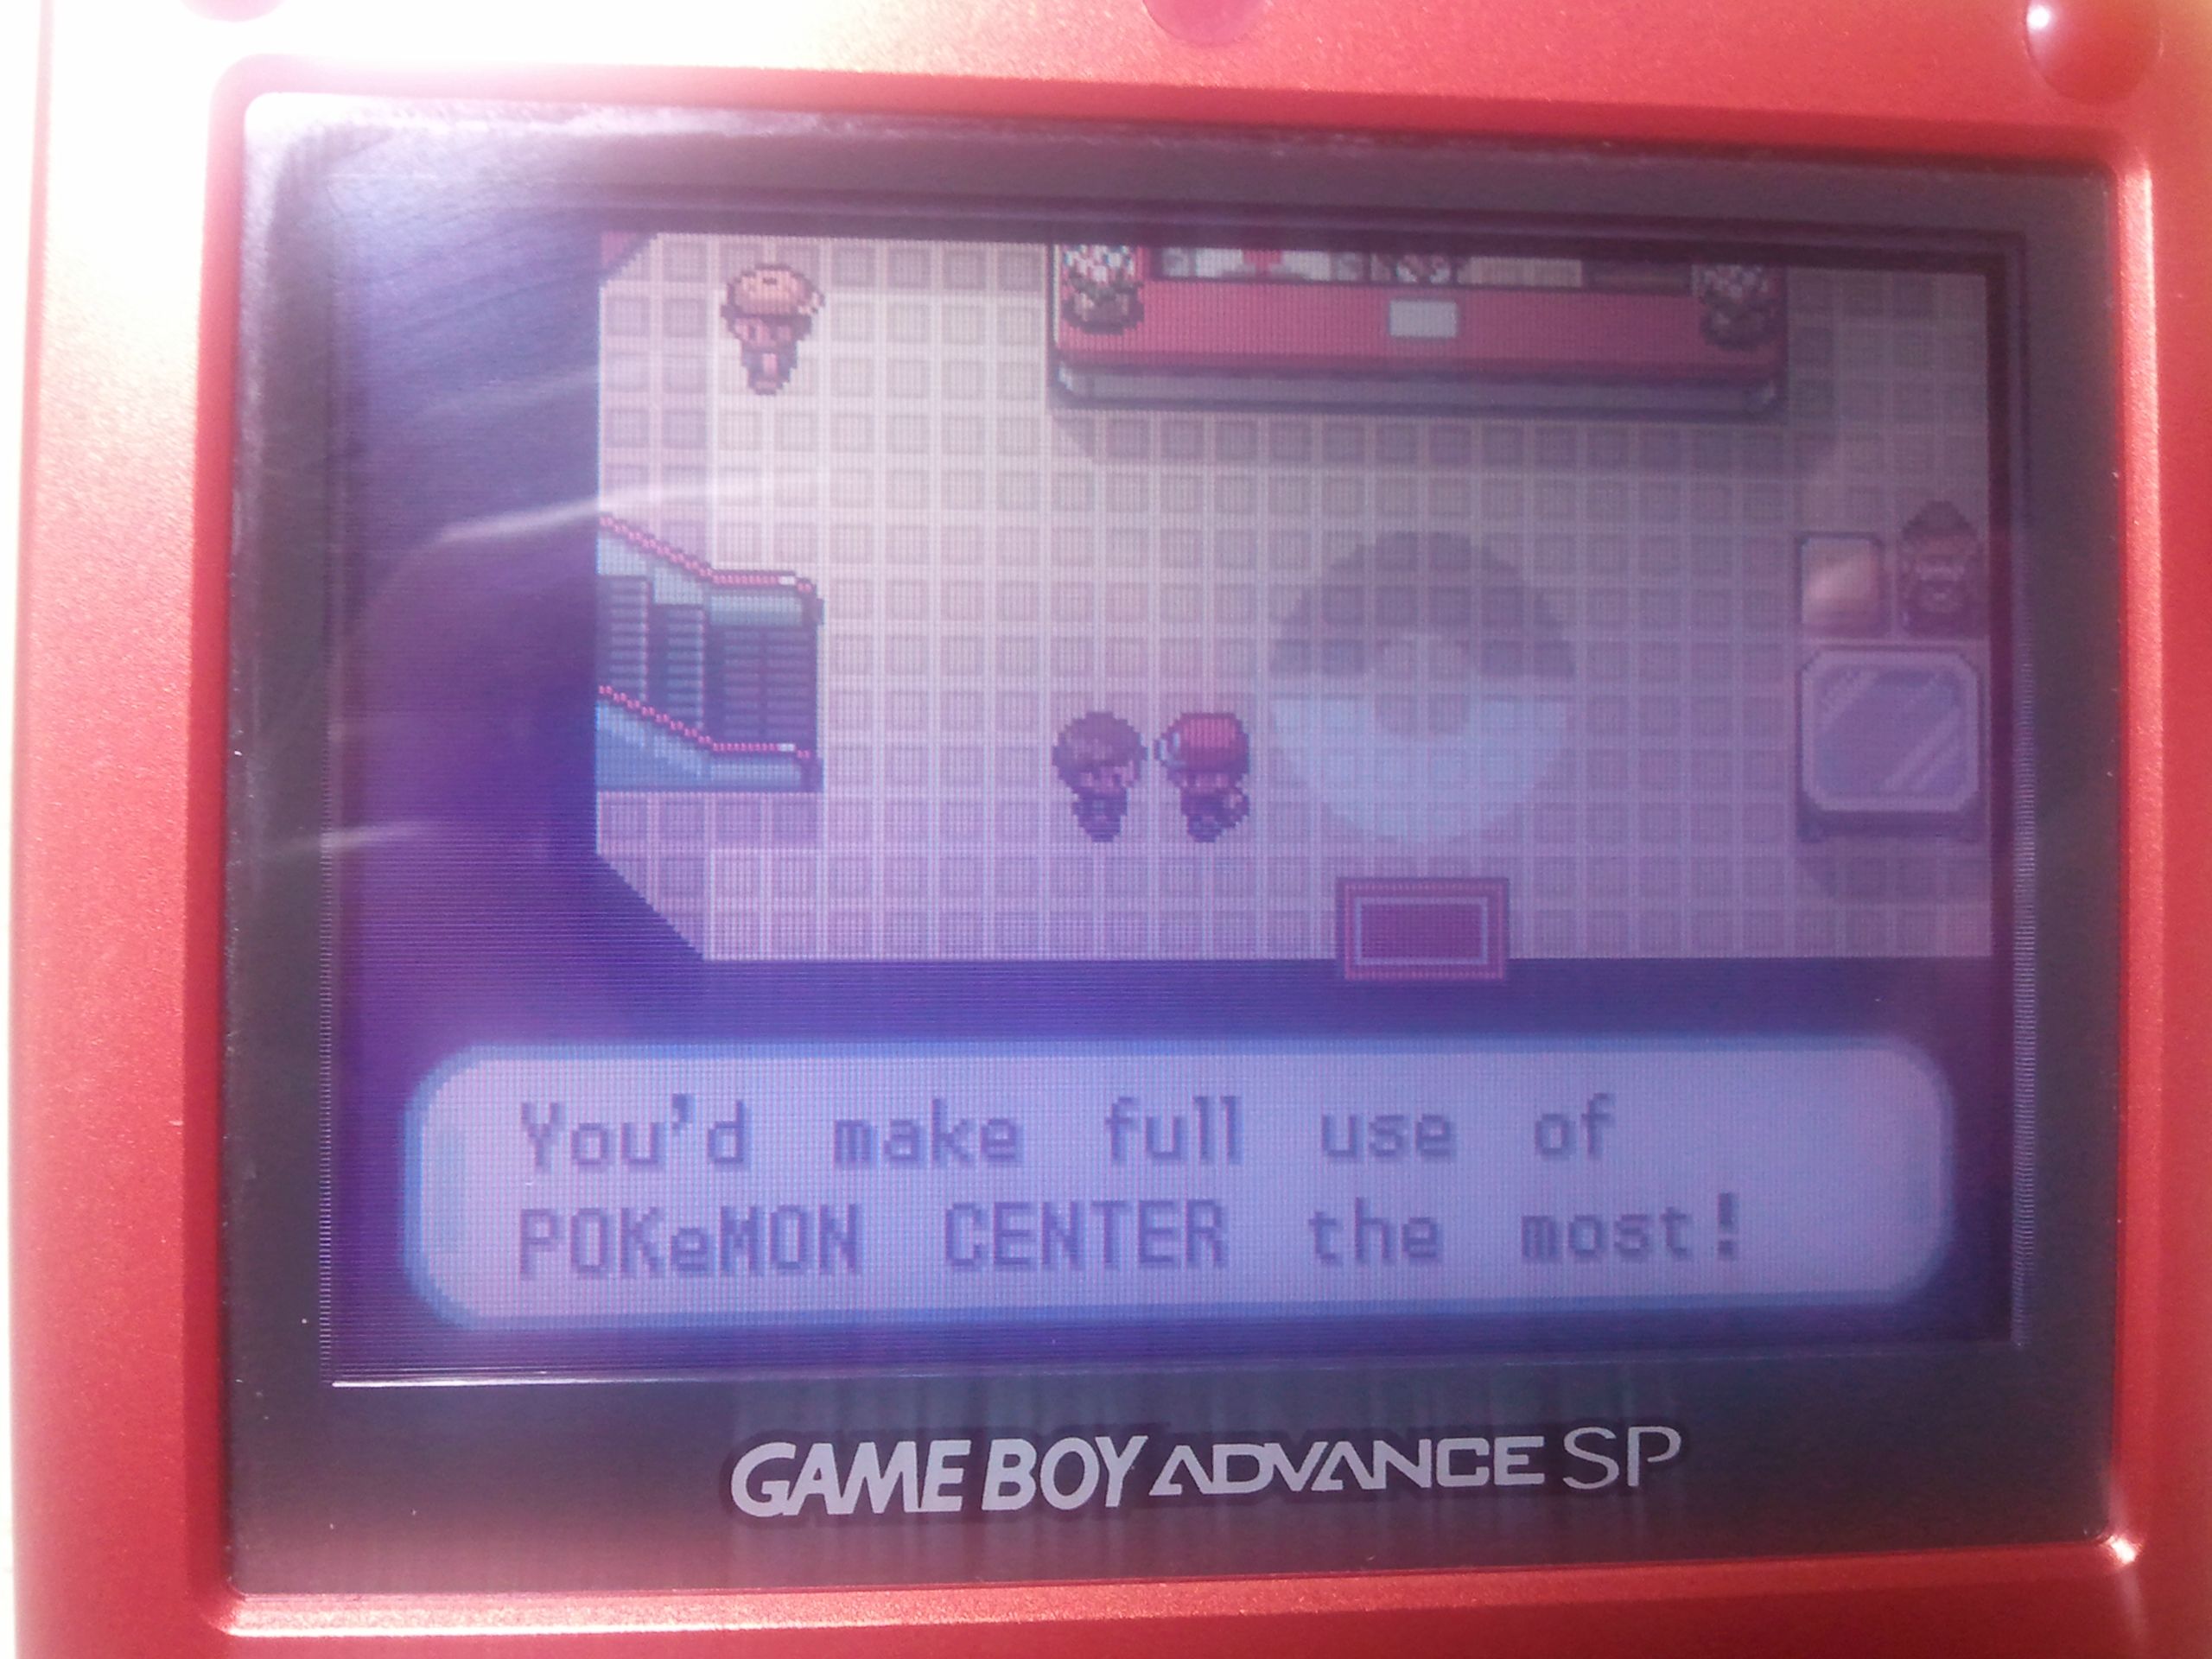 You'd make full use of
POKeMON CENTER the most!
GAME BOY ADVANCE SP